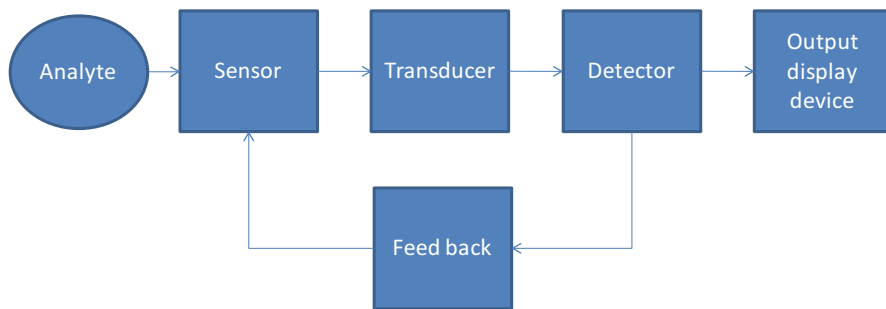 Analyte
Sensor
Transducer
Detector
Output
display
device
Feed back